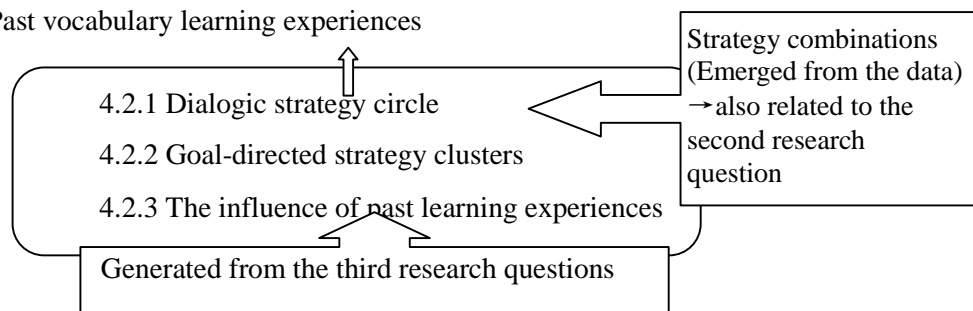 Past vocabulary learning experiences
4.2.1 Dialogic strategy circle
4.2.2 Goal-directed strategy clusters
4.2.3 The influence of past learning experiences
Strategy combinations
(Emerged from the data)
→also related to the
second research
question
Generated from the third research questions